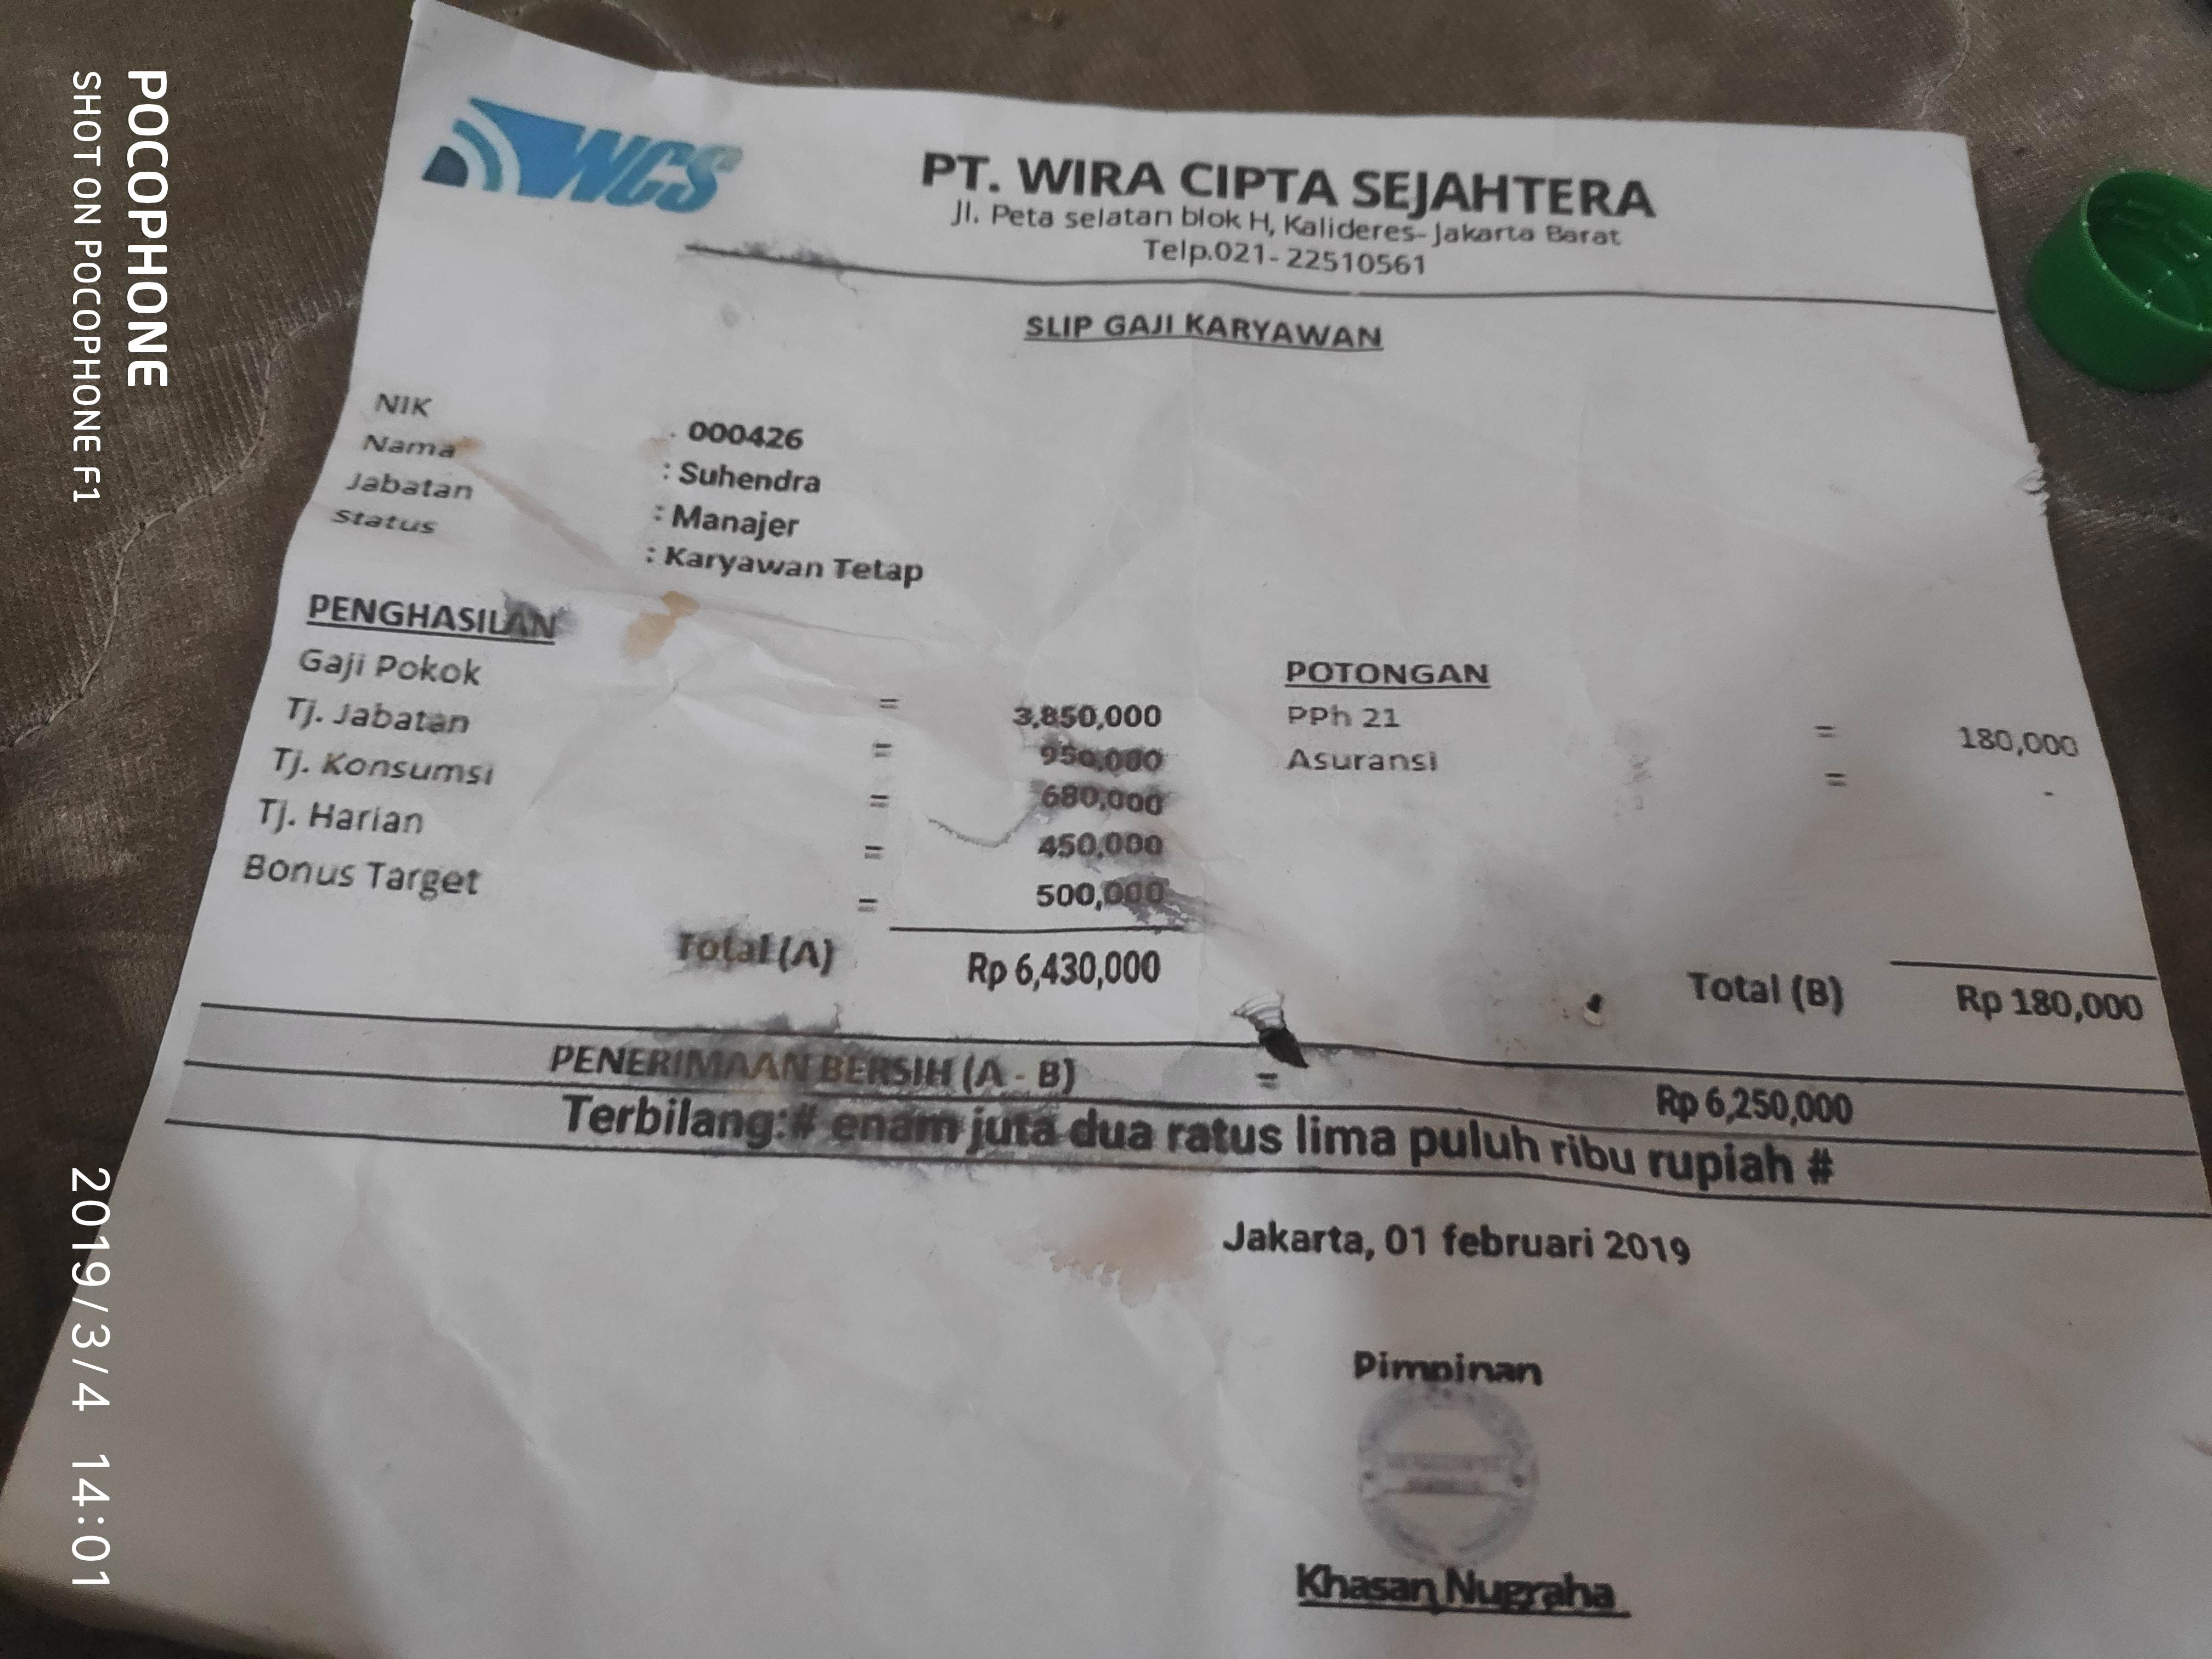 WCS
PT. WIRA CIPTA SEJAHTERA
Jl. Peta selatan blok H, Kalideres-Jakarta Barat
Telp.021-22510561
SLIP GAJI KARYAWAN
NIK : 000426
Nama : Suhendra
Jabatan : Manajer
Status : Karyawan Tetap
PENGHASILAN POTONGAN
Gaji Pokok = 3,850,000 PPh 21 = 180,000
Tj. Jabatan = 950,000 Asuransi = -
Tj. Konsumsi = 680,000
Tj. Harian = 450,000
Bonus Target = 500,000
Total (A) Rp 6,430,000 Total (B) Rp 180,000
PENERIMAAN BERSIH (A - B) = Rp 6,250,000
Terbilang:# enam juta dua ratus lima puluh ribu rupiah #
Jakarta, 01 februari 2019
Pimpinan
Khasan Nugraha
POCOPHONE
SHOT ON POCOPHONE F1
2019/3/4 14:01